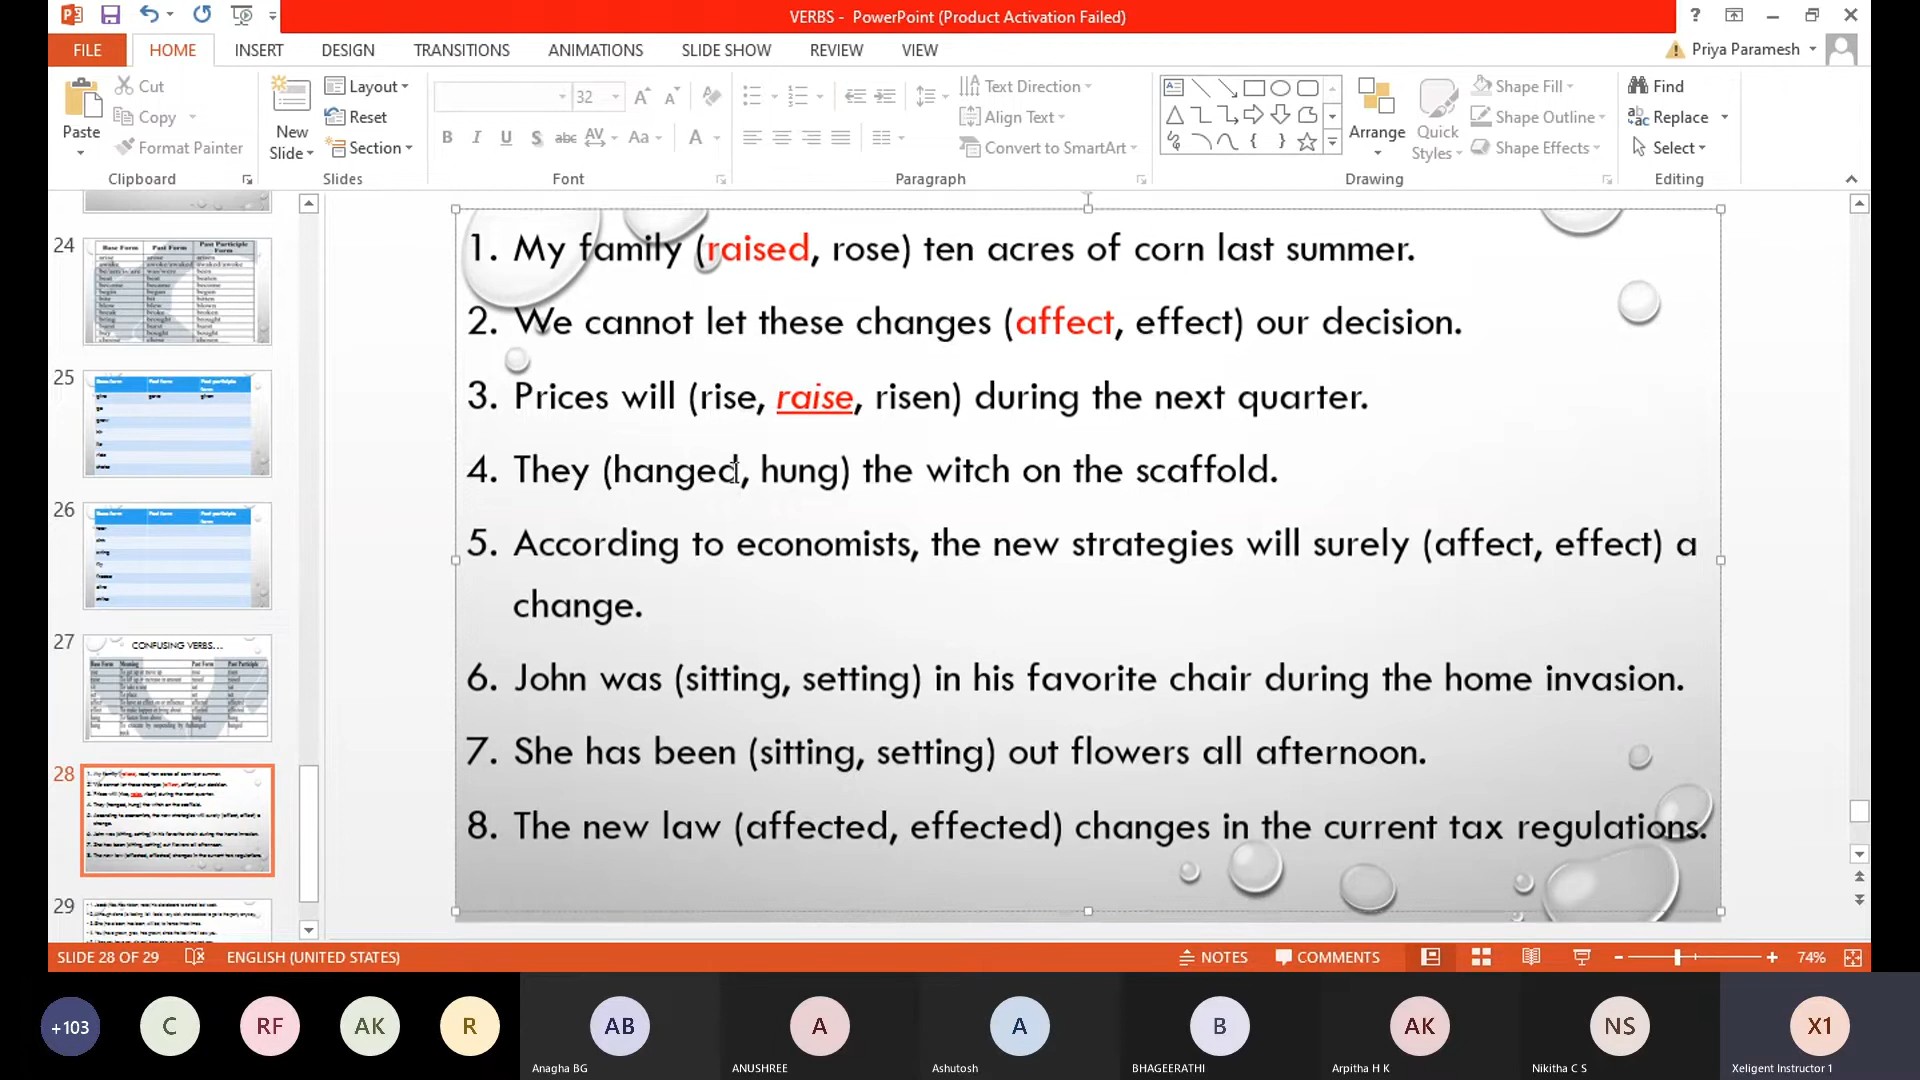 VERBS - PowerPoint (Product Activation Failed)
FILE HOME INSERT DESIGN TRANSITIONS ANIMATIONS SLIDE SHOW REVIEW VIEW Priya Paramesh
Cut Layout 32 Text Direction Shape Fill Find
Copy Reset Align Text Shape Outline Replace
Paste New Slide Format Painter Section Convert to SmartArt Arrange Quick Styles Shape Effects Select
Clipboard Slides Font Paragraph Drawing Editing
24
25
26
27
CONFUSING VERBS...
28
29
1. My family (raised, rose) ten acres of corn last summer.
2. We cannot let these changes (affect, effect) our decision.
3. Prices will (rise, raise, risen) during the next quarter.
4. They (hanged, hung) the witch on the scaffold.
5. According to economists, the new strategies will surely (affect, effect) a
change.
6. John was (sitting, setting) in his favorite chair during the home invasion.
7. She has been (sitting, setting) out flowers all afternoon.
8. The new law (affected, effected) changes in the current tax regulations.
SLIDE 28 OF 29 ENGLISH (UNITED STATES) NOTES COMMENTS 74%
+103 C RF AK R AB A A B AK NS X1
Anagha BG ANUSHREE Ashutosh BHAGEERATHI Arpitha H K Nikitha C S Xeligent Instructor 1